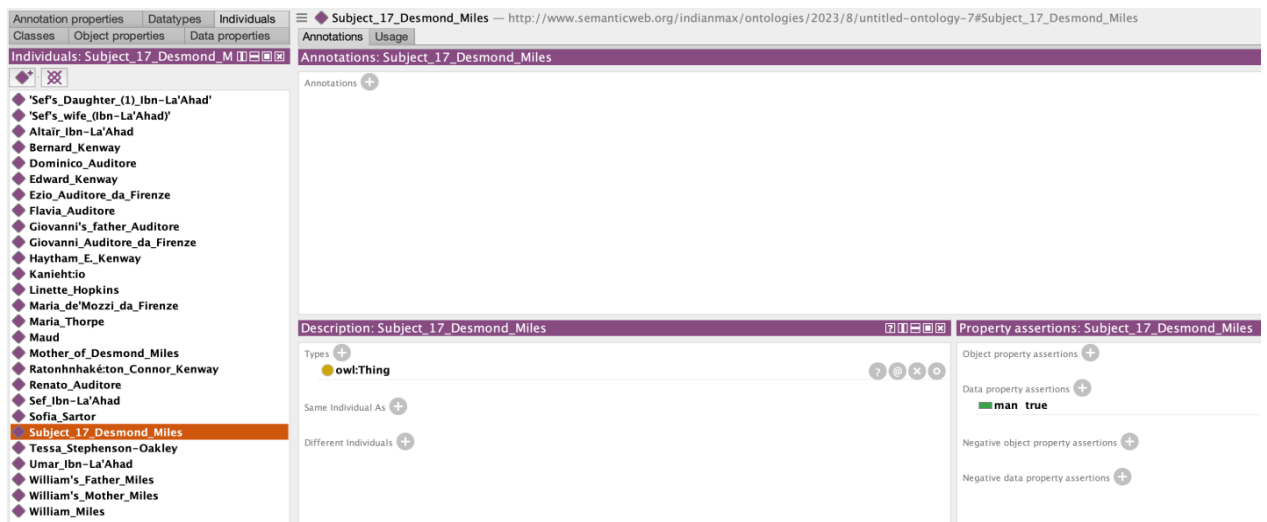 Annotation properties Datatypes Individuals
Classes Object properties Data properties
Individuals: Subject_17_Desmond_M
'Sef's_Daughter_(1)_Ibn-La'Ahad'
'Sef's_wife_(Ibn-La'Ahad)'
Altaïr_Ibn-La'Ahad
Bernard_Kenway
Dominico_Auditore
Edward_Kenway
Ezio_Auditore_da_Firenze
Flavia_Auditore
Giovanni's_father_Auditore
Giovanni_Auditore_da_Firenze
Haytham_E._Kenway
Kanieht:io
Linette_Hopkins
Maria_de'Mozzi_da_Firenze
Maria_Thorpe
Maud
Mother_of_Desmond_Miles
Ratonhnhaké:ton_Connor_Kenway
Renato_Auditore
Sef_Ibn-La'Ahad
Sofia_Sartor
Subject_17_Desmond_Miles
Tessa_Stephenson-Oakley
Umar_Ibn-La'Ahad
William's_Father_Miles
William's_Mother_Miles
William_Miles
Subject_17_Desmond_Miles — http://www.semanticweb.org/indianmax/ontologies/2023/8/untitled-ontology-7#Subject_17_Desmond_Miles
Annotations Usage
Annotations: Subject_17_Desmond_Miles
Annotations
Description: Subject_17_Desmond_Miles
Types
owl:Thing
Same Individual As
Different Individuals
Property assertions: Subject_17_Desmond_Miles
Object property assertions
Data property assertions
man true
Negative object property assertions
Negative data property assertions